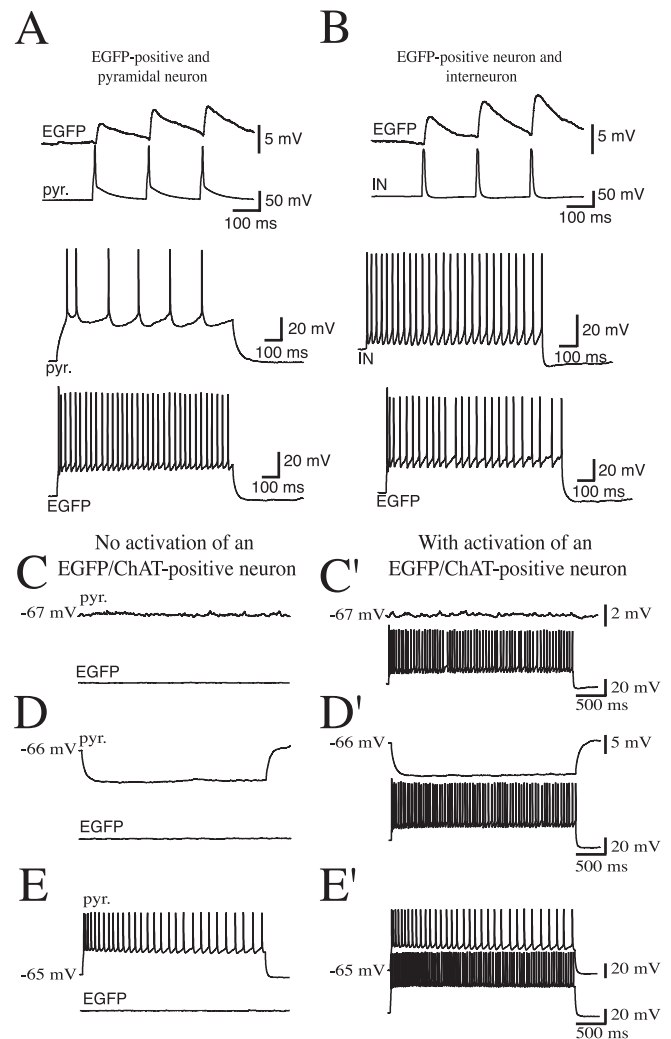 A
EGFP-positive and
pyramidal neuron
EGFP
5 mV
pyr.
50 mV
100 ms
20 mV
100 ms
pyr.
20 mV
100 ms
EGFP
B
EGFP-positive neuron and
interneuron
EGFP
5 mV
IN
50 mV
100 ms
20 mV
100 ms
IN
20 mV
100 ms
EGFP
No activation of an
EGFP/ChAT-positive neuron
With activation of an
EGFP/ChAT-positive neuron
C
pyr.
-67 mV
EGFP
C'
-67 mV
2 mV
20 mV
500 ms
D
pyr.
-66 mV
EGFP
D'
-66 mV
5 mV
20 mV
500 ms
E
pyr.
-65 mV
EGFP
E'
-65 mV
20 mV
20 mV
500 ms